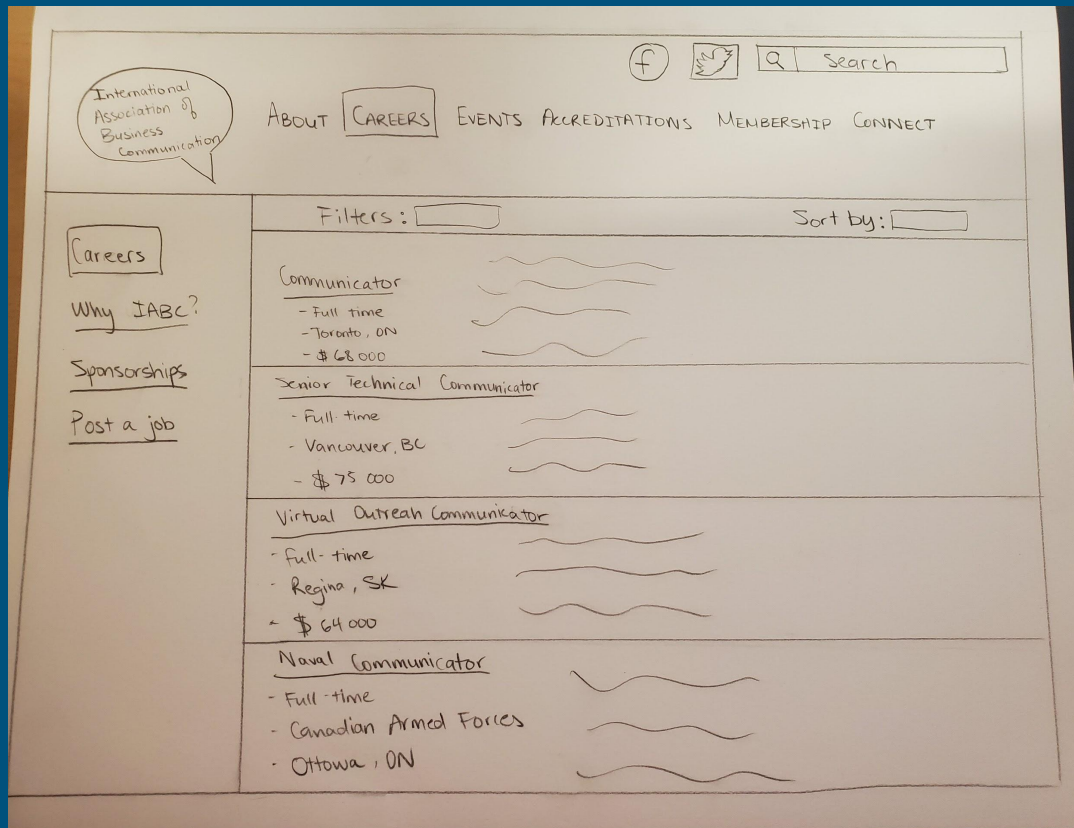 f
Search
International
Association of
Business
Communication
ABOUT CAREERS EVENTS ACCREDITATIONS MEMBERSHIP CONNECT
Filters: Sort by:
Careers
Why IABC?
Sponsorships
Post a job
Communicator
- Full time
- Toronto, ON
- $68 000
Senior Technical Communicator
- Full-time
- Vancouver, BC
- $75 000
Virtual Outreah Communicator
- Full-time
- Regina, SK
- $64 000
Naval Communicator
- Full-time
- Canadian Armed Forces
- Ottowa, ON